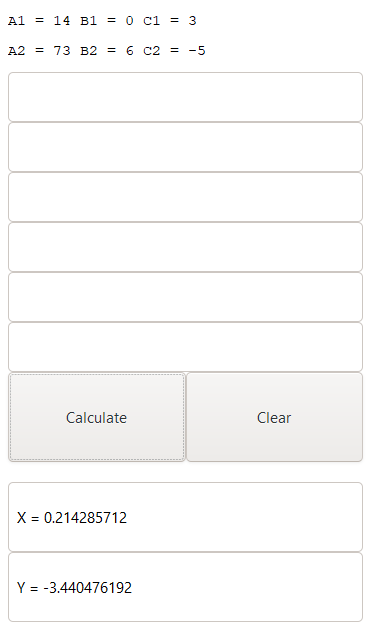 A1 = 14 B1 = 0 C1 = 3
A2 = 73 B2 = 6 C2 = -5
Calculate
Clear
X = 0.214285712
Y = -3.440476192